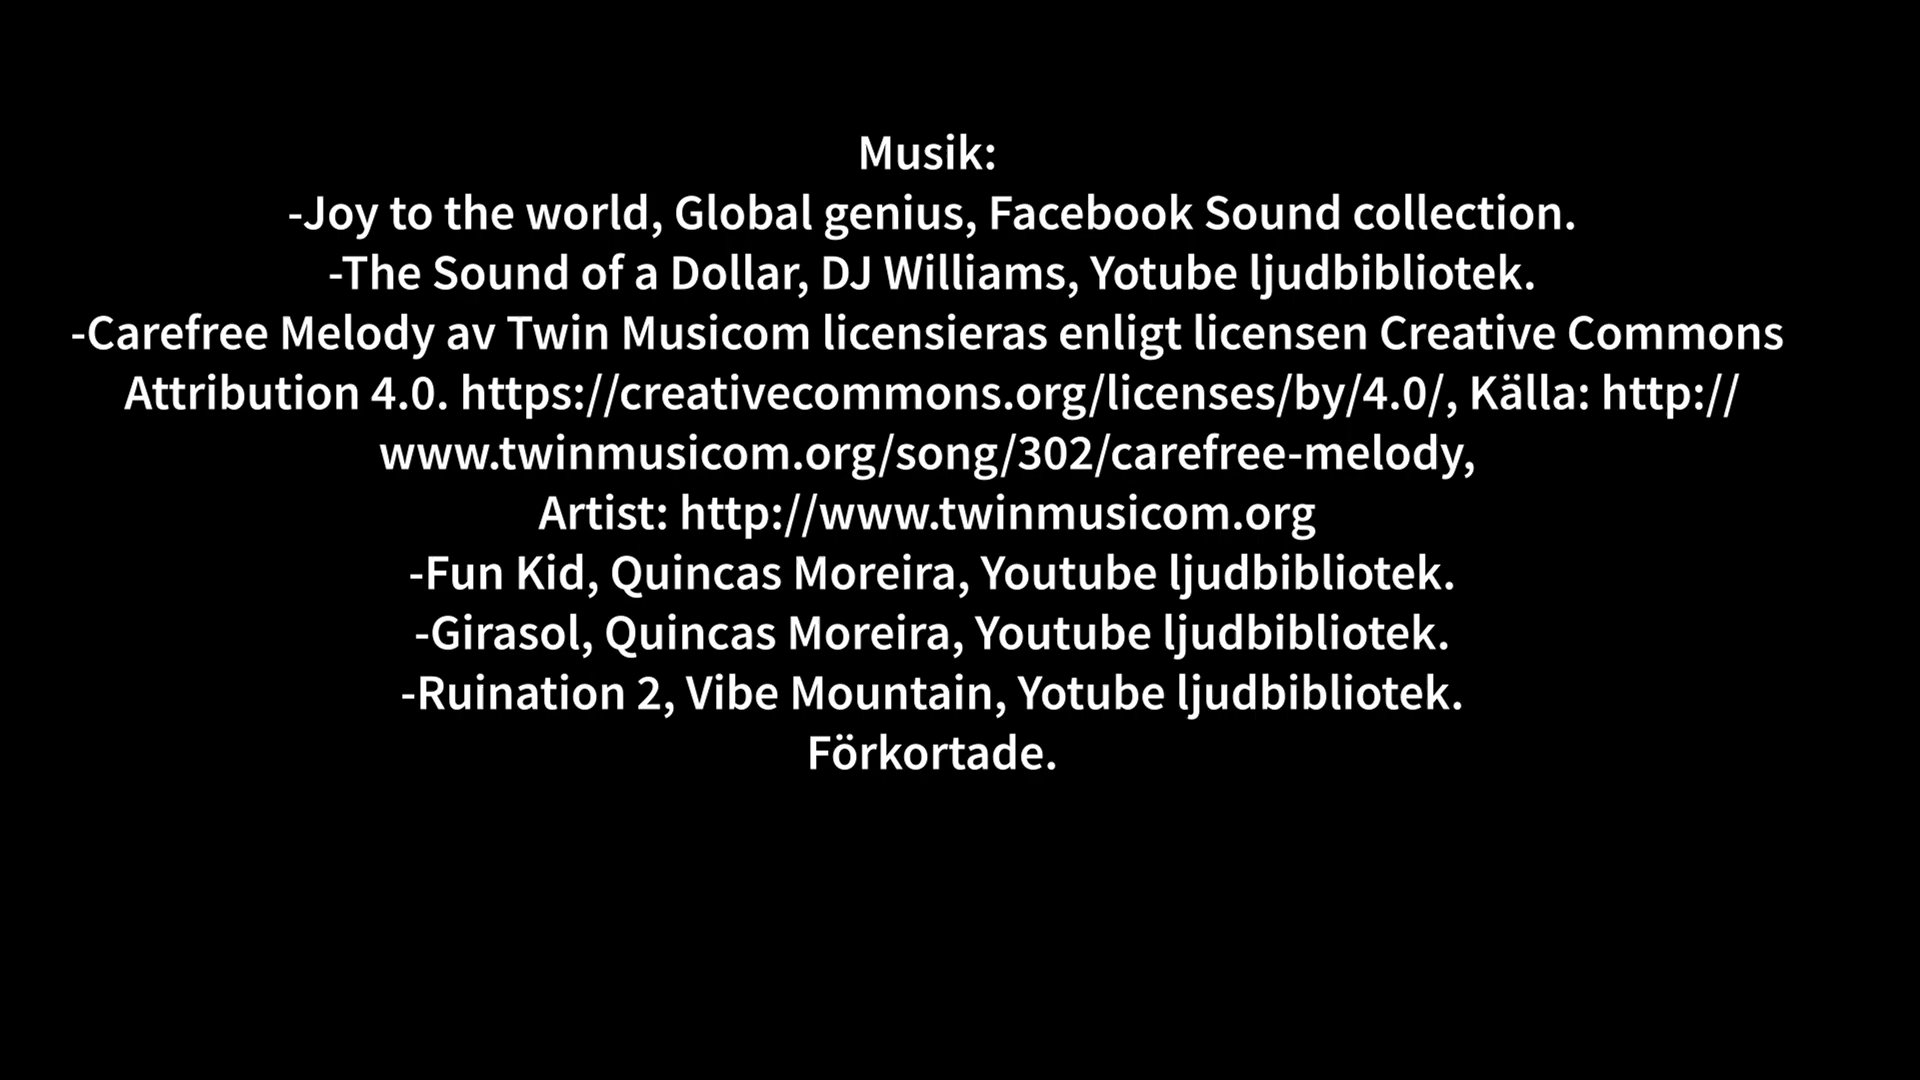 Musik:
-Joy to the world, Global genius, Facebook Sound collection.
-The Sound of a Dollar, DJ Williams, Yotube ljudbibliotek.
-Carefree Melody av Twin Musicom licensieras enligt licensen Creative Commons
Attribution 4.0. https://creativecommons.org/licenses/by/4.0/, Källa: http://
www.twinmusicom.org/song/302/carefree-melody,
Artist: http://www.twinmusicom.org
-Fun Kid, Quincas Moreira, Youtube ljudbibliotek.
-Girasol, Quincas Moreira, Youtube ljudbibliotek.
-Ruination 2, Vibe Mountain, Yotube ljudbibliotek.
Förkortade.